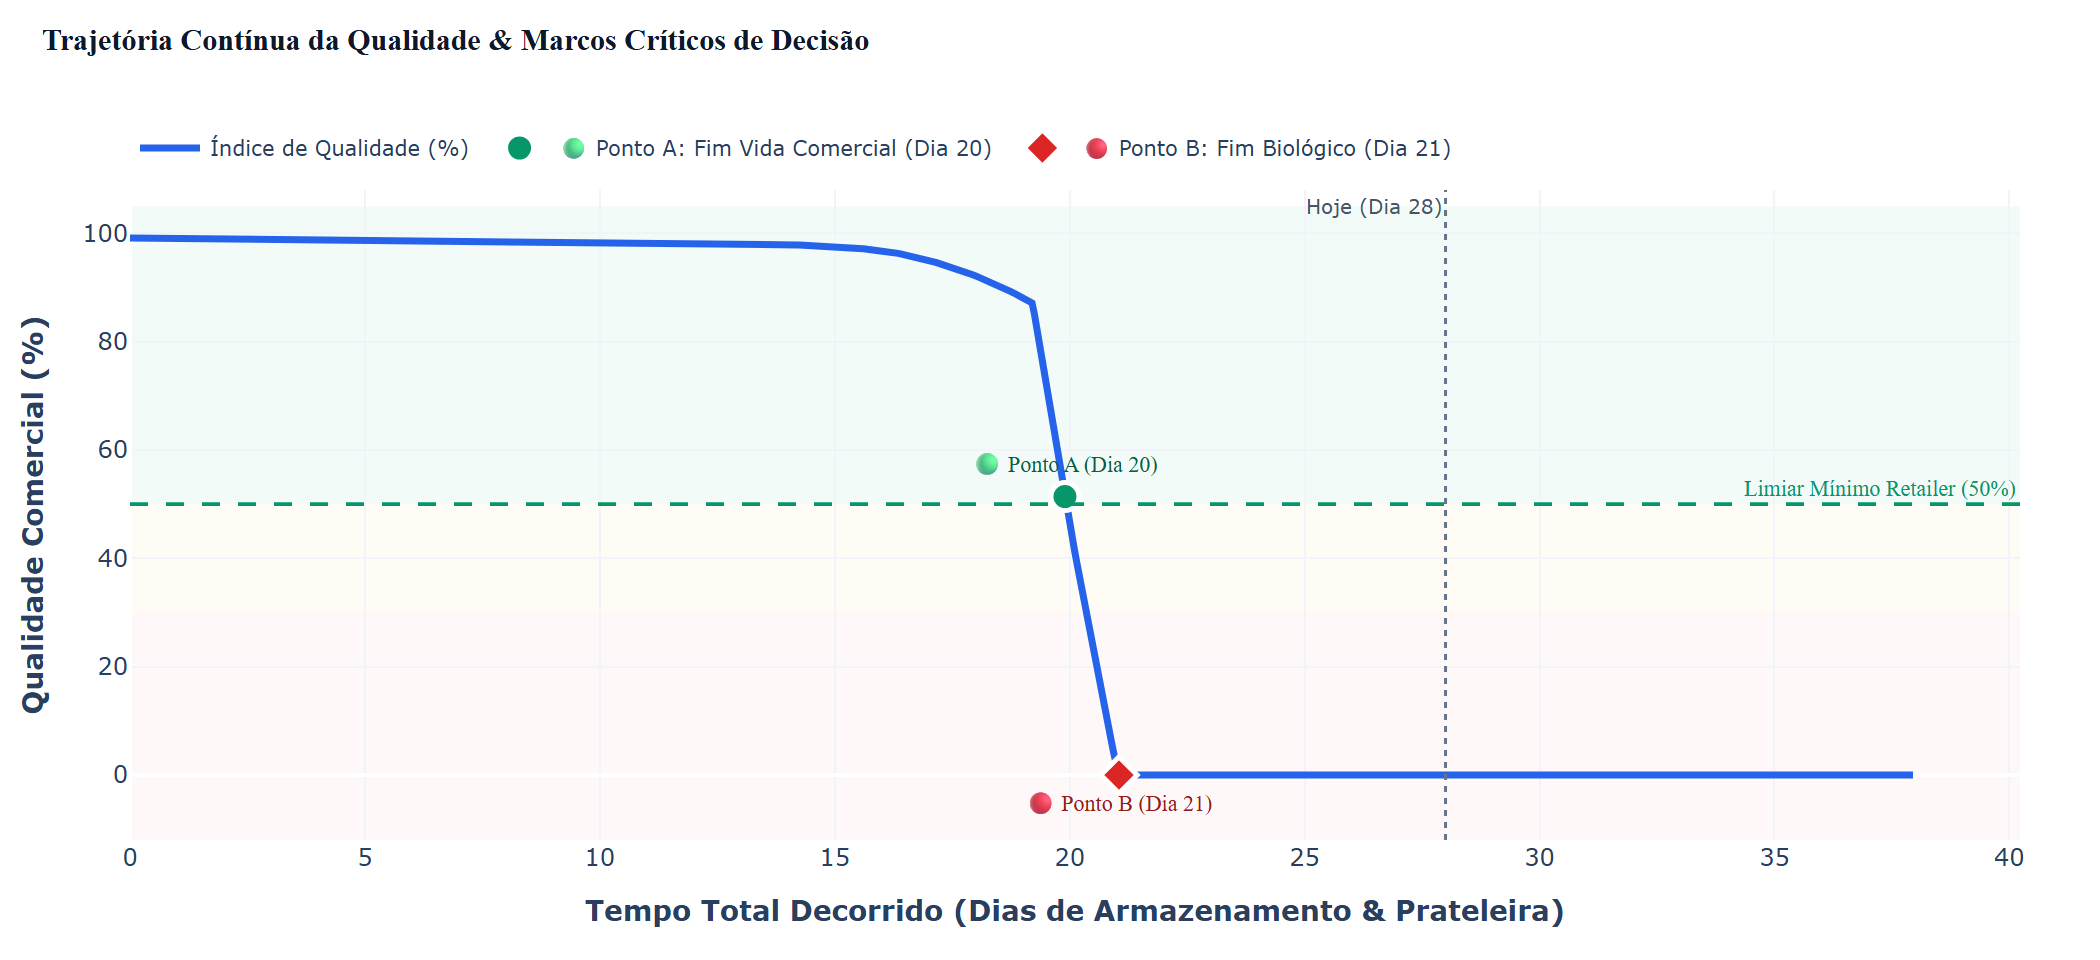 Trajetória Contínua da Qualidade & Marcos Críticos de Decisão
Índice de Qualidade (%)
Ponto A: Fim Vida Comercial (Dia 20)
Ponto B: Fim Biológico (Dia 21)
Hoje (Dia 28)
Qualidade Comercial (%)
100
80
60
40
20
0
Ponto A (Dia 20)
Limiar Mínimo Retailer (50%)
Ponto B (Dia 21)
0 5 10 15 20 25 30 35 40
Tempo Total Decorrido (Dias de Armazenamento & Prateleira)